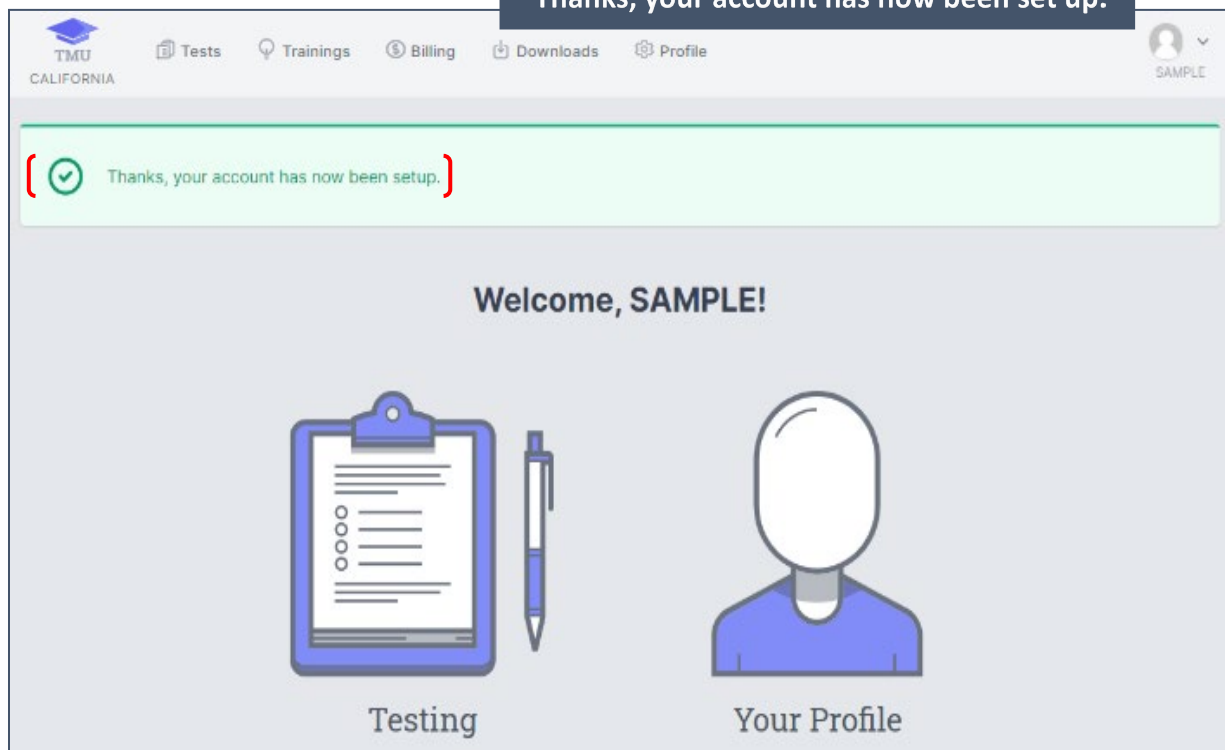 Thanks, your account has now been set up.
TMU
CALIFORNIA
Tests
Trainings
Billing
Downloads
Profile
SAMPLE
Thanks, your account has now been setup.
Welcome, SAMPLE!
Testing
Your Profile